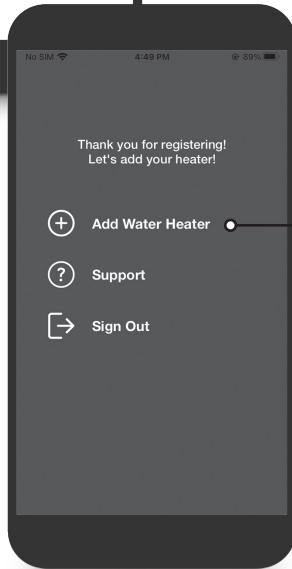 No SIM 4:49 PM 89%
Thank you for registering!
Let's add your heater!
Add Water Heater
? Support
Sign Out